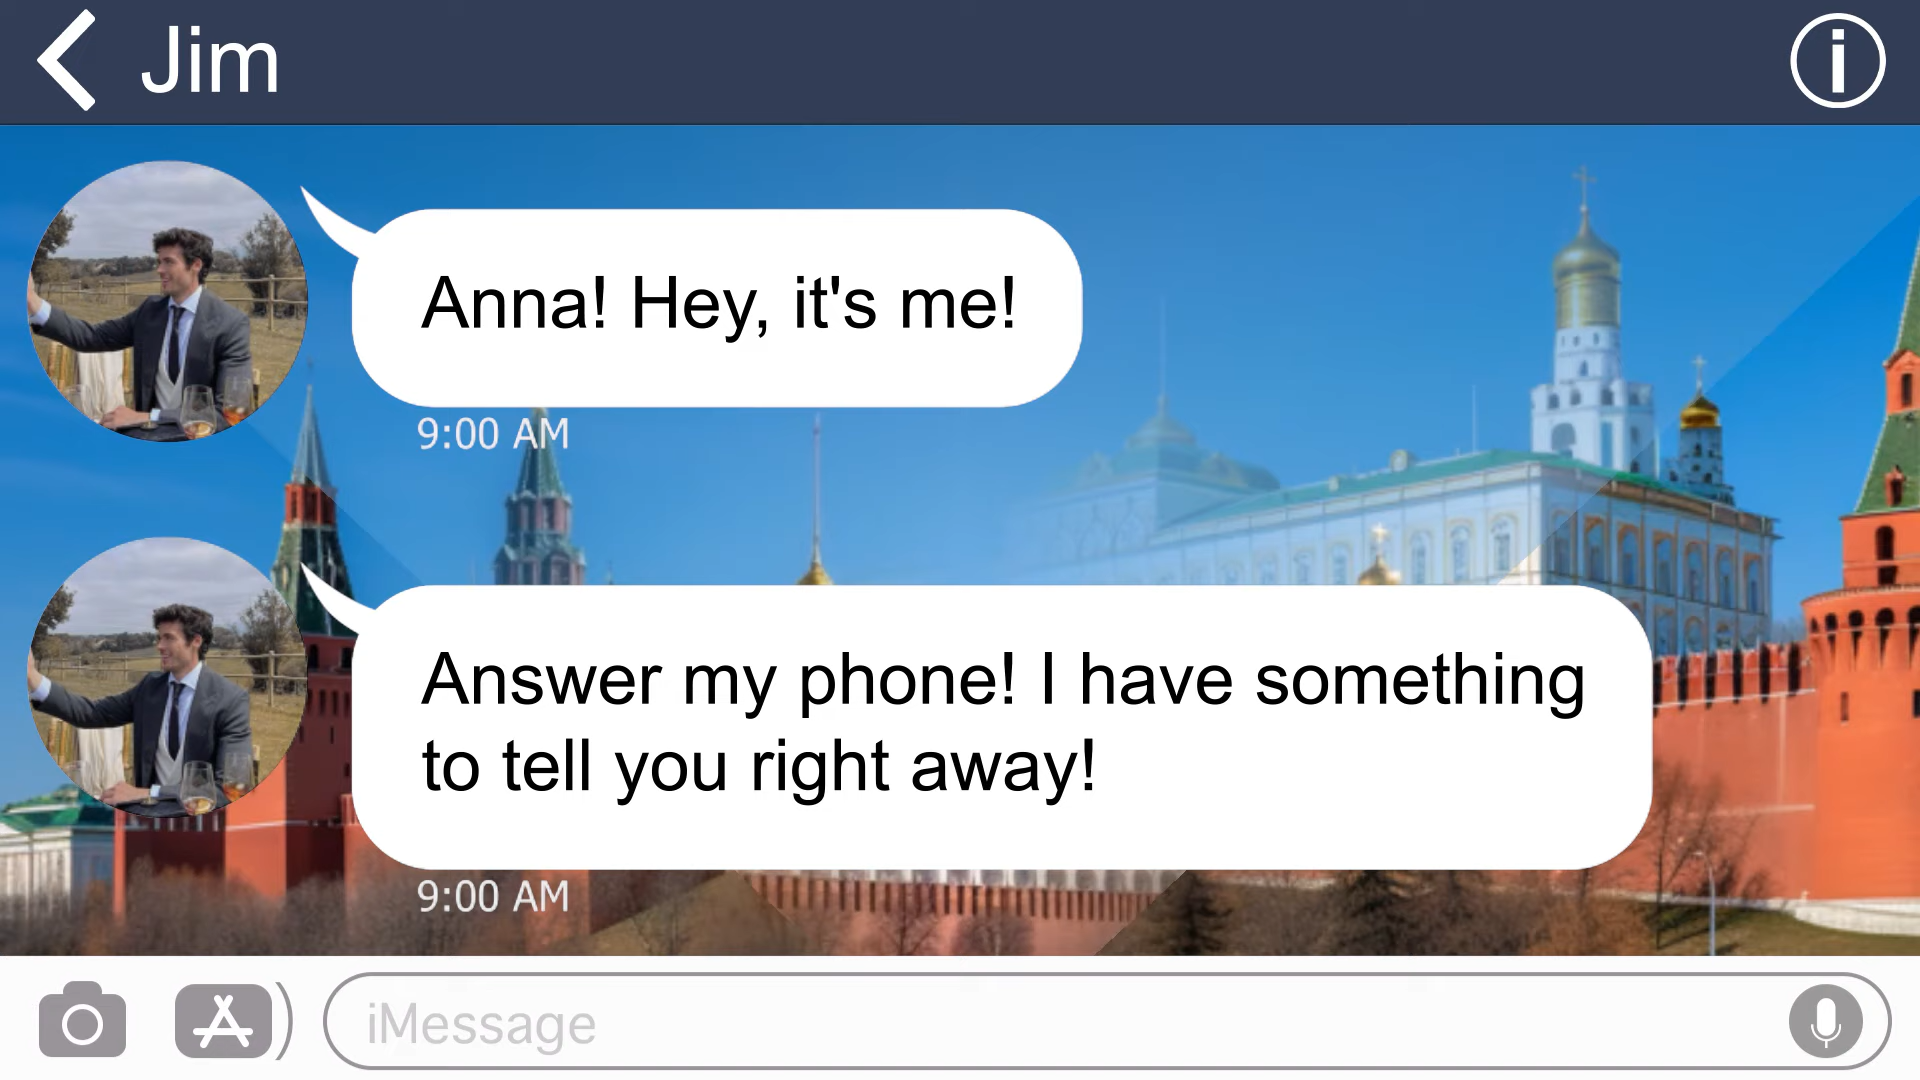 Jim
Anna! Hey, it's me!
9:00 AM
Answer my phone! I have something
to tell you right away!
9:00 AM
iMessage